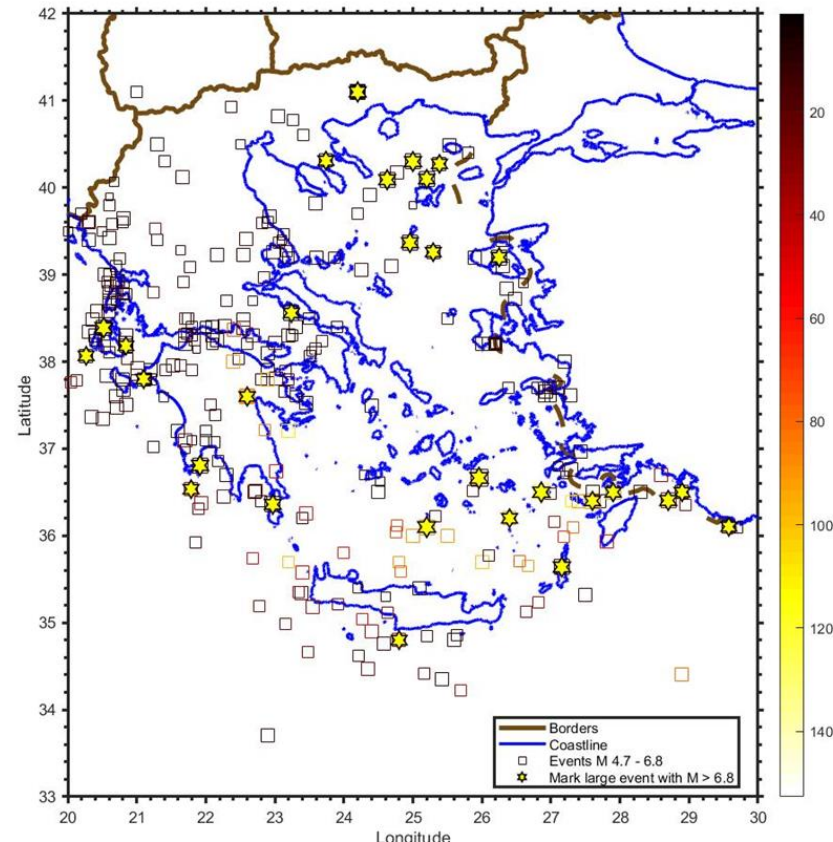 42
41
40
39
38
37
36
35
34
33
Latitude
20 21 22 23 24 25 26 27 28 29 30
Longitude
20
40
60
80
100
120
140
Borders
Coastline
Events M 4.7 - 6.8
Mark large event with M > 6.8